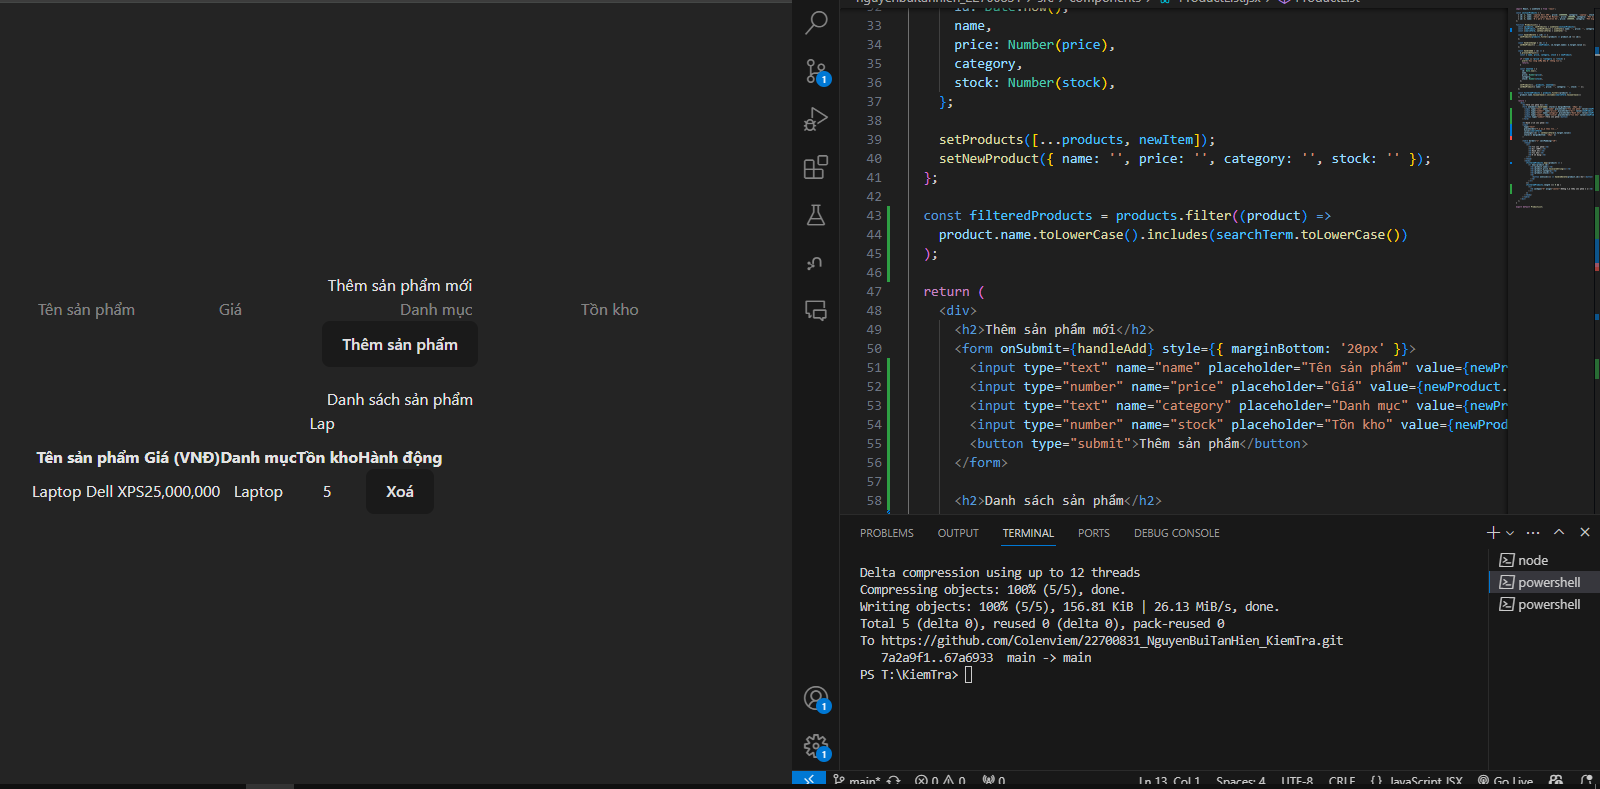 Thêm sản phẩm mới
Tên sản phẩm Giá Danh mục Tồn kho
Thêm sản phẩm
Danh sách sản phẩm
Lap
Tên sản phẩm Giá (VNĐ)Danh mụcTồn khoHành động
Laptop Dell XPS25,000,000 Laptop 5 Xoá
1
1
1
33 name,
34 price: Number(price),
35 category,
36 stock: Number(stock),
37 };
38
39 setProducts([...products, newItem]);
40 setNewProduct({ name: '', price: '', category: '', stock: '' });
41 };
42
43 const filteredProducts = products.filter((product) =>
44 product.name.toLowerCase().includes(searchTerm.toLowerCase())
45 );
46
47 return (
48 <div>
49 <h2>Thêm sản phẩm mới</h2>
50 <form onSubmit={handleAdd} style={{ marginBottom: '20px' }}>
51 <input type="text" name="name" placeholder="Tên sản phẩm" value={newPr
52 <input type="number" name="price" placeholder="Giá" value={newProduct.
53 <input type="text" name="category" placeholder="Danh mục" value={newPr
54 <input type="number" name="stock" placeholder="Tồn kho" value={newProd
55 <button type="submit">Thêm sản phẩm</button>
56 </form>
57
58 <h2>Danh sách sản phẩm</h2>
PROBLEMS OUTPUT TERMINAL PORTS DEBUG CONSOLE
Delta compression using up to 12 threads
Compressing objects: 100% (5/5), done.
Writing objects: 100% (5/5), 156.81 KiB | 26.13 MiB/s, done.
Total 5 (delta 0), reused 0 (delta 0), pack-reused 0
To https://github.com/Colenviem/22700831_NguyenBuiTanHien_KiemTra.git
7a2a9f1..67a6933 main -> main
PS T:\KiemTra>
node
powershell
powershell
main* 0 0 0 Ln 13, Col 1 Spaces: 4 UTF-8 CRLF {} JavaScript JSX Go Live